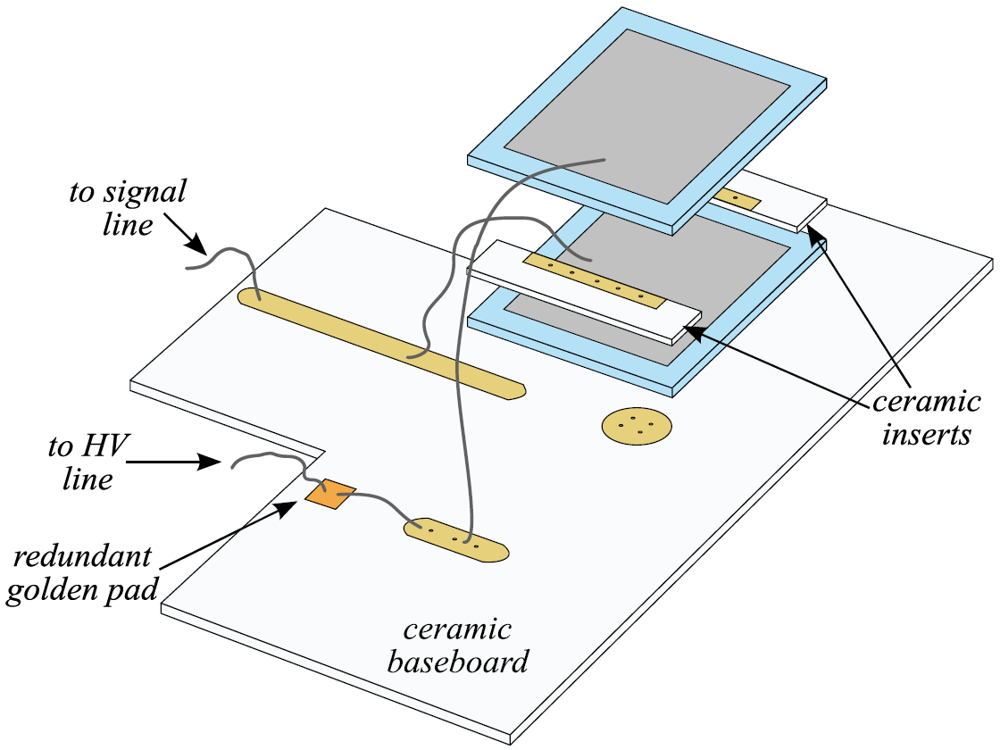 to signal
line
to HV
line
redundant
golden pad
ceramic
inserts
ceramic
baseboard